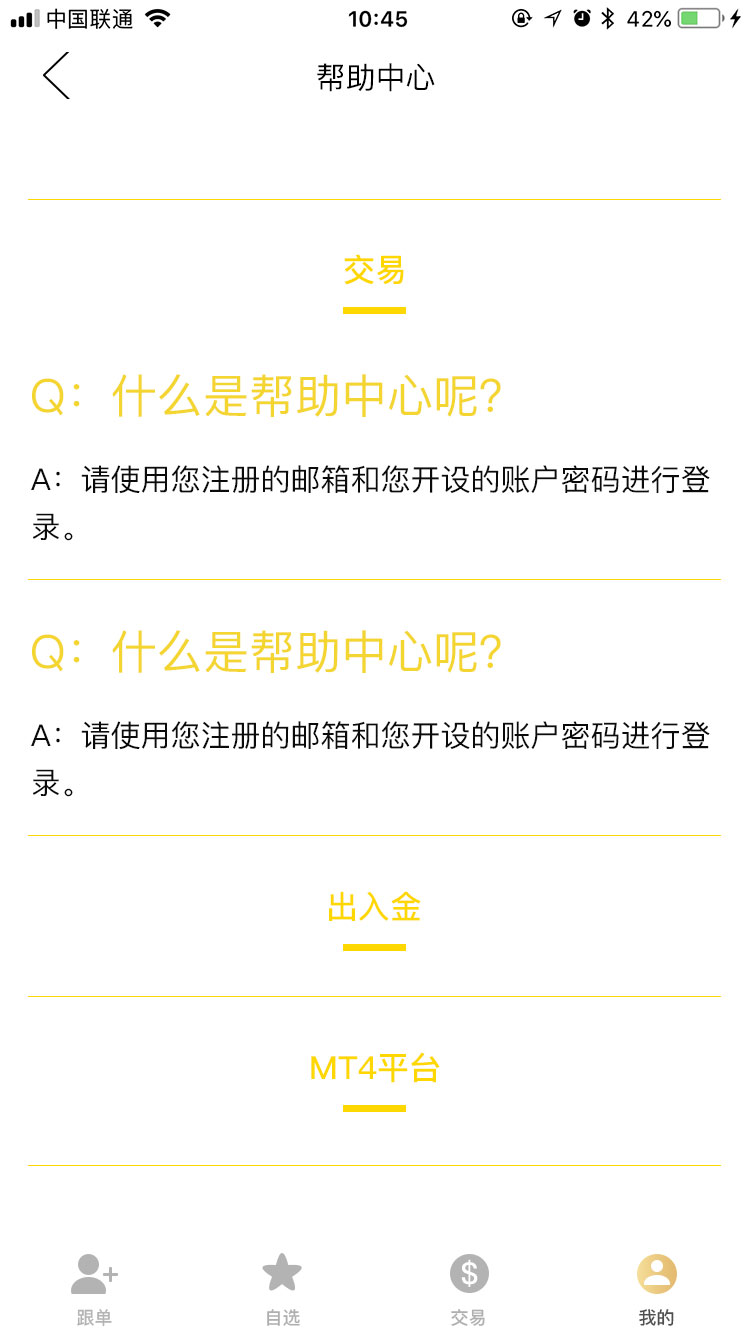 中国联通 10:45 42%
帮助中心
交易
Q：什么是帮助中心呢?
A：请使用您注册的邮箱和您开设的账户密码进行登
录。
Q：什么是帮助中心呢?
A：请使用您注册的邮箱和您开设的账户密码进行登
录。
出入金
MT4平台
跟单 自选 交易 我的